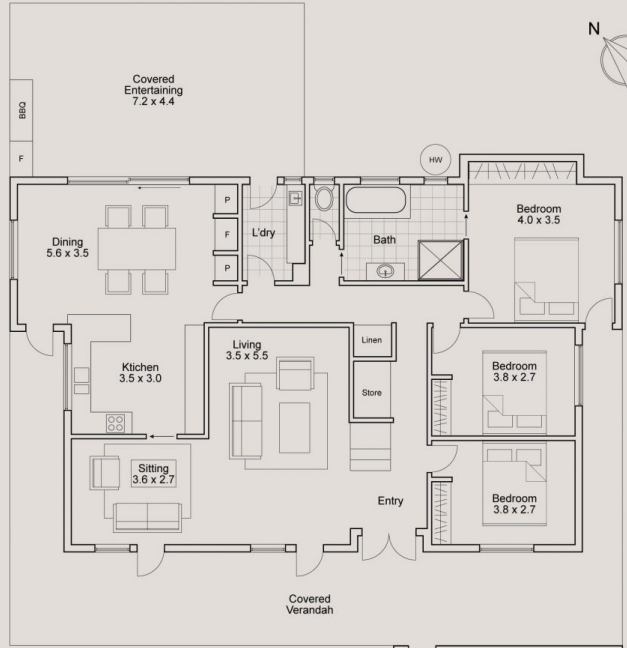 N
Covered
Entertaining
7.2 x 4.4
BBQ
F
HW
P
F
P
L'dry
Bath
Bedroom
4.0 x 3.5
Dining
5.6 x 3.5
Ktichen
3.5 x 3.0
Living
3.5 x 5.5
Linen
Store
Bedroom
3.8 x 2.7
Sitting
3.6 x 2.7
Entry
Bedroom
3.8 x 2.7
Covered
Verandah